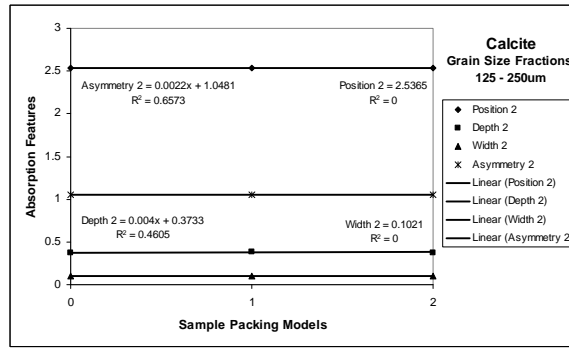 3
2.5
2
1.5
1
0.5
0
Absorption Features
Asymmetry 2 = 0.0022x + 1.0481
R² = 0.6573
Position 2 = 2.5365
R² = 0
Depth 2 = 0.004x + 0.3733
R² = 0.4605
Width 2 = 0.1021
R² = 0
0 1 2
Sample Packing Models
Calcite
Grain Size Fractions
125 - 250um
Position 2
Depth 2
Width 2
Asymmetry 2
Linear (Position 2)
Linear (Depth 2)
Linear (Width 2)
Linear (Asymmetry 2